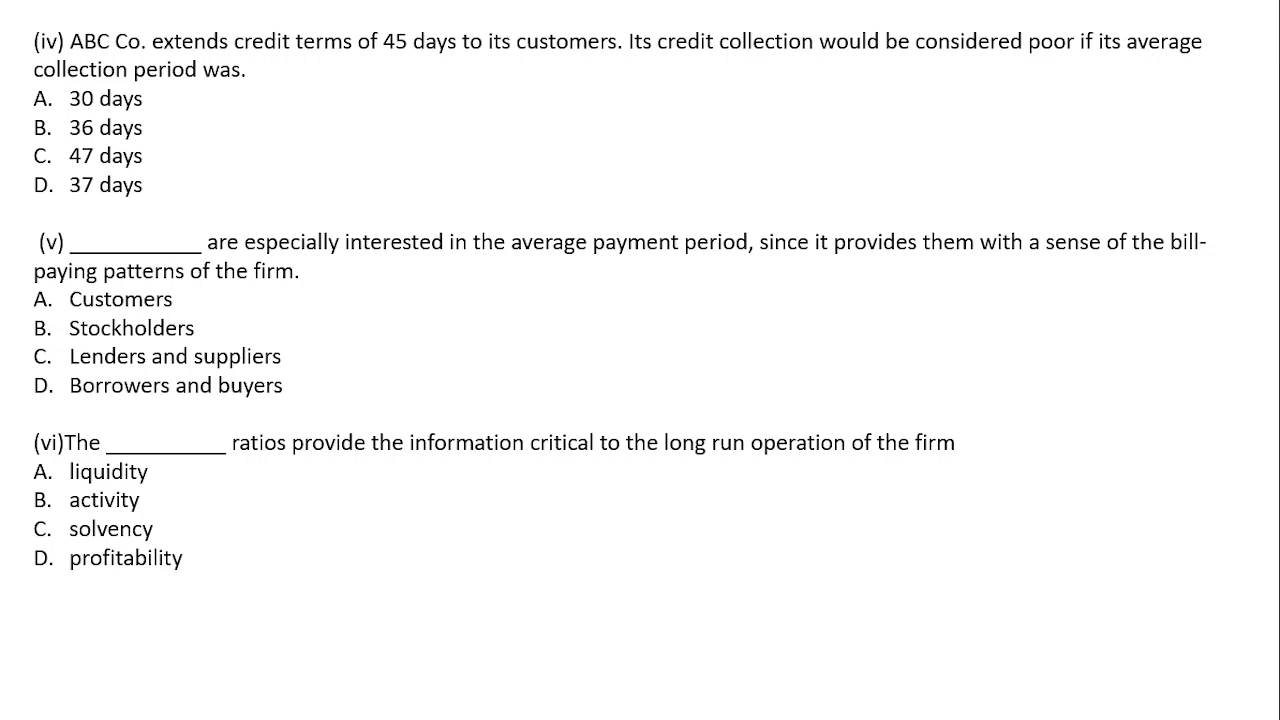 (iv) ABC Co. extends credit terms of 45 days to its customers. Its credit collection would be considered poor if its average
collection period was.
A. 30 days
B. 36 days
C. 47 days
D. 37 days
(v) ____________ are especially interested in the average payment period, since it provides them with a sense of the bill-
paying patterns of the firm.
A. Customers
B. Stockholders
C. Lenders and suppliers
D. Borrowers and buyers
(vi)The ___________ ratios provide the information critical to the long run operation of the firm
A. liquidity
B. activity
C. solvency
D. profitability